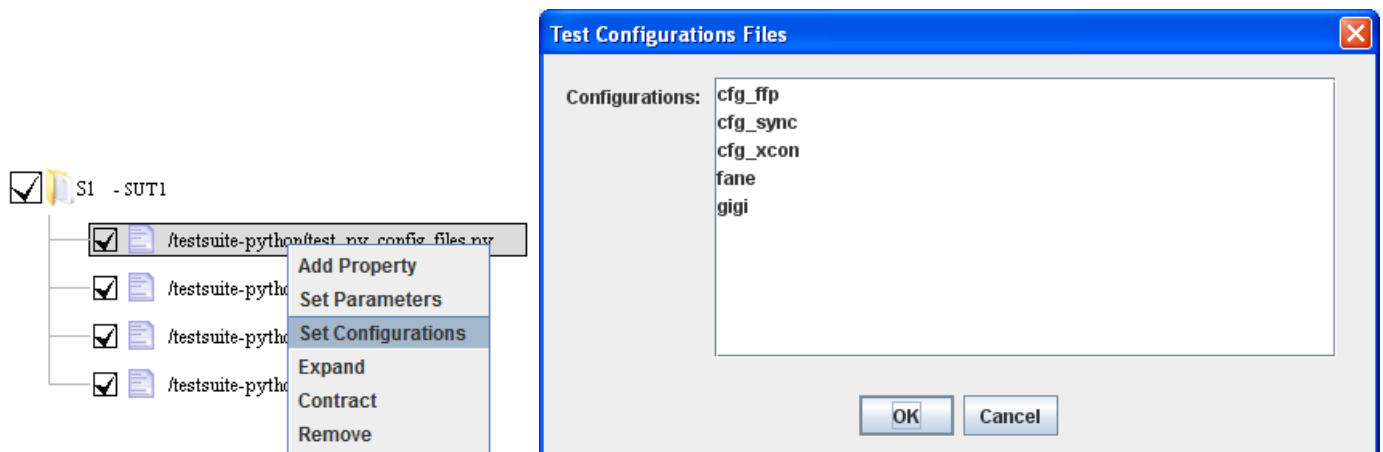 S1 - SUT1
/testsuite-python/test_py_config_files.py
/testsuite-pytho
/testsuite-pytho
/testsuite-pytho
Add Property
Set Parameters
Set Configurations
Expand
Contract
Remove
Test Configurations Files
Configurations:
cfg_ffp
cfg_sync
cfg_xcon
fane
gigi
OK
Cancel